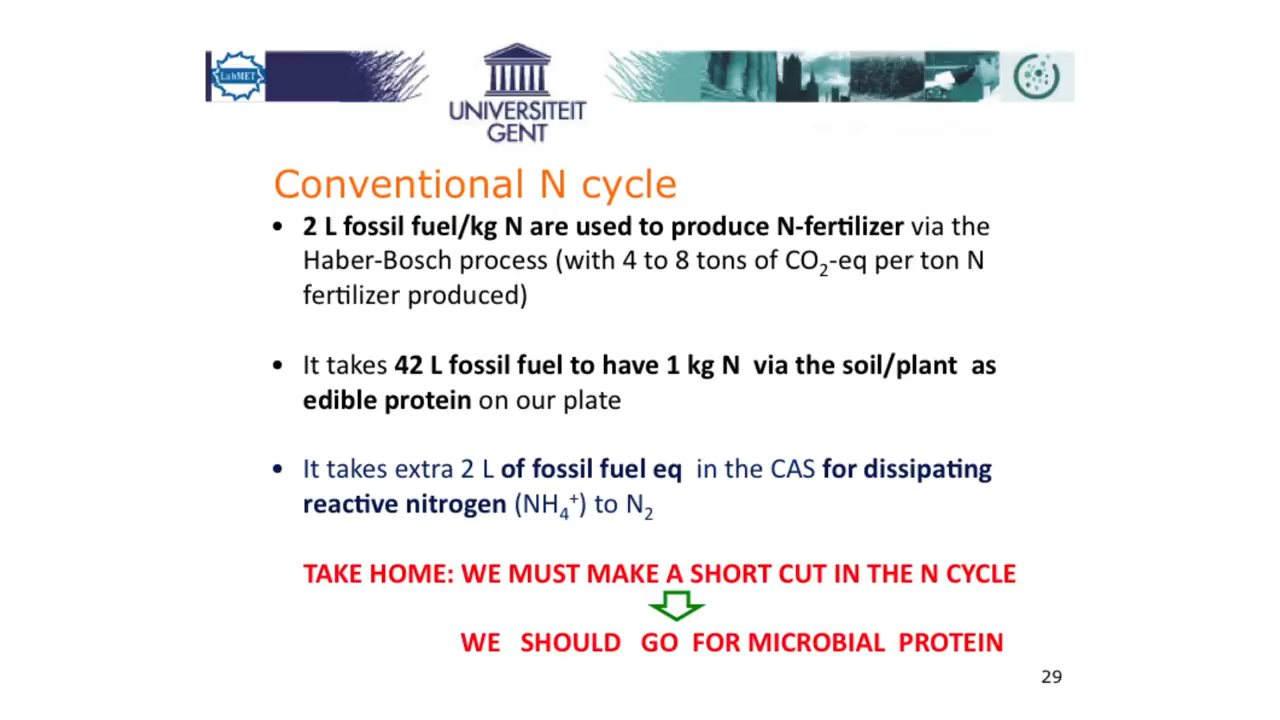 LabMET
UNIVERSITEIT
GENT
Conventional N cycle
• 2 L fossil fuel/kg N are used to produce N-fertilizer via the
Haber-Bosch process (with 4 to 8 tons of CO₂-eq per ton N
fertilizer produced)
• It takes 42 L fossil fuel to have 1 kg N via the soil/plant as
edible protein on our plate
• It takes extra 2 L of fossil fuel eq in the CAS for dissipating
reactive nitrogen (NH₄⁺) to N₂
TAKE HOME: WE MUST MAKE A SHORT CUT IN THE N CYCLE
WE SHOULD GO FOR MICROBIAL PROTEIN
29